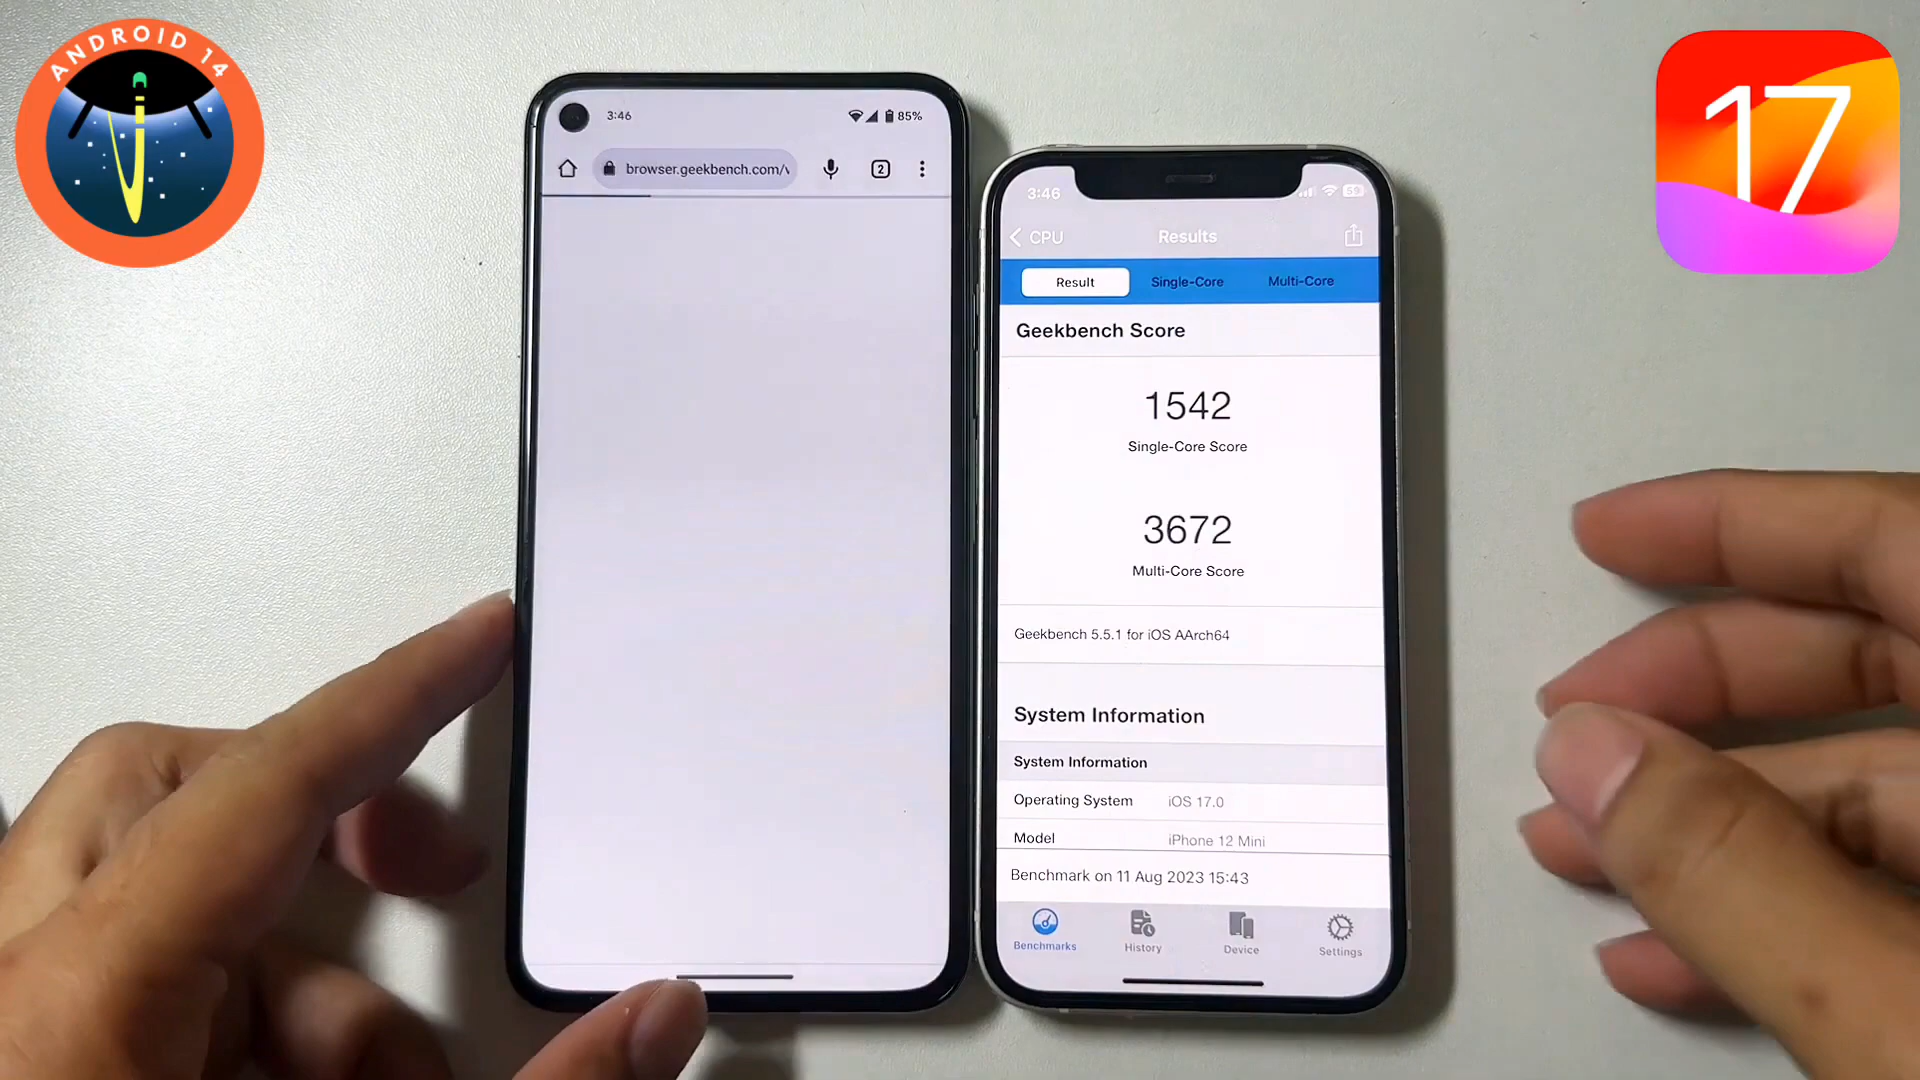 ANDROID 14
17
3:46
85%
browser.geekbench.com/v
2
3:46
59
CPU
Results
Result
Single-Core
Multi-Core
Geekbench Score
1542
Single-Core Score
3672
Multi-Core Score
Geekbench 5.5.1 for iOS AArch64
System Information
System Information
Operating System iOS 17.0
Model iPhone 12 Mini
Benchmark on 11 Aug 2023 15:43
Benchmarks
History
Device
Settings